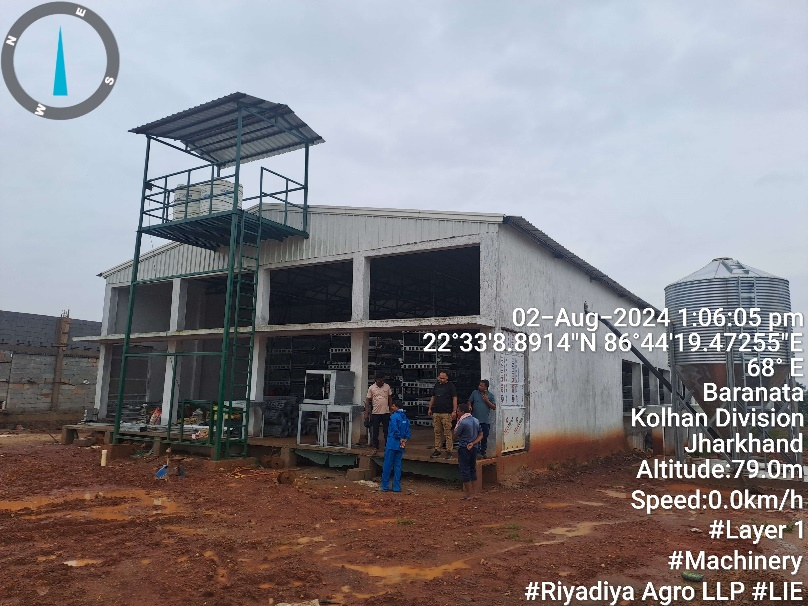 N
E
S
W
02-Aug-2024 1:06:05 pm
22°33'8.8914"N 86°44'19.47255"E
68° E
Baranata
Kolhan Division
Jharkhand
Altitude:79.0m
Speed:0.0km/h
#Layer 1
#Machinery
#Riyadiya Agro LLP #LIE